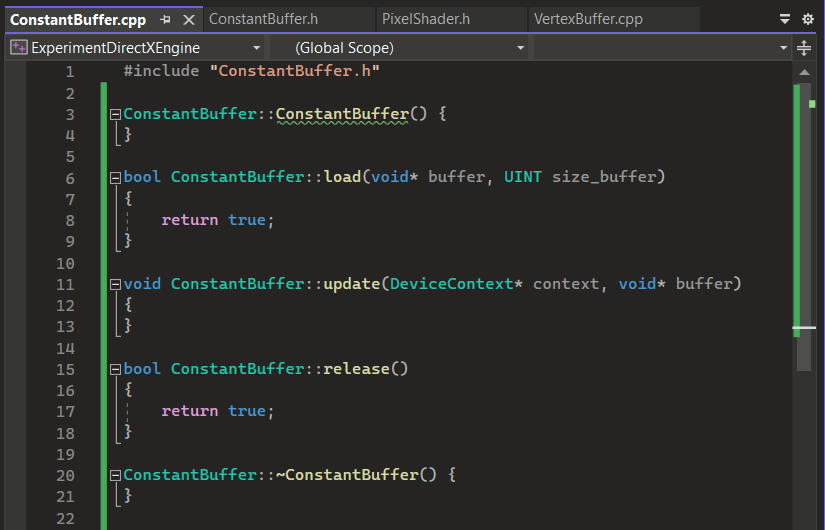 ConstantBuffer.cpp ConstantBuffer.h PixelShader.h VertexBuffer.cpp
ExperimentDirectXEngine (Global Scope)
1 #include "ConstantBuffer.h"
2
3 ConstantBuffer::ConstantBuffer() {
4 }
5
6 bool ConstantBuffer::load(void* buffer, UINT size_buffer)
7 {
8 return true;
9 }
10
11 void ConstantBuffer::update(DeviceContext* context, void* buffer)
12 {
13 }
14
15 bool ConstantBuffer::release()
16 {
17 return true;
18 }
19
20 ConstantBuffer::~ConstantBuffer() {
21 }
22